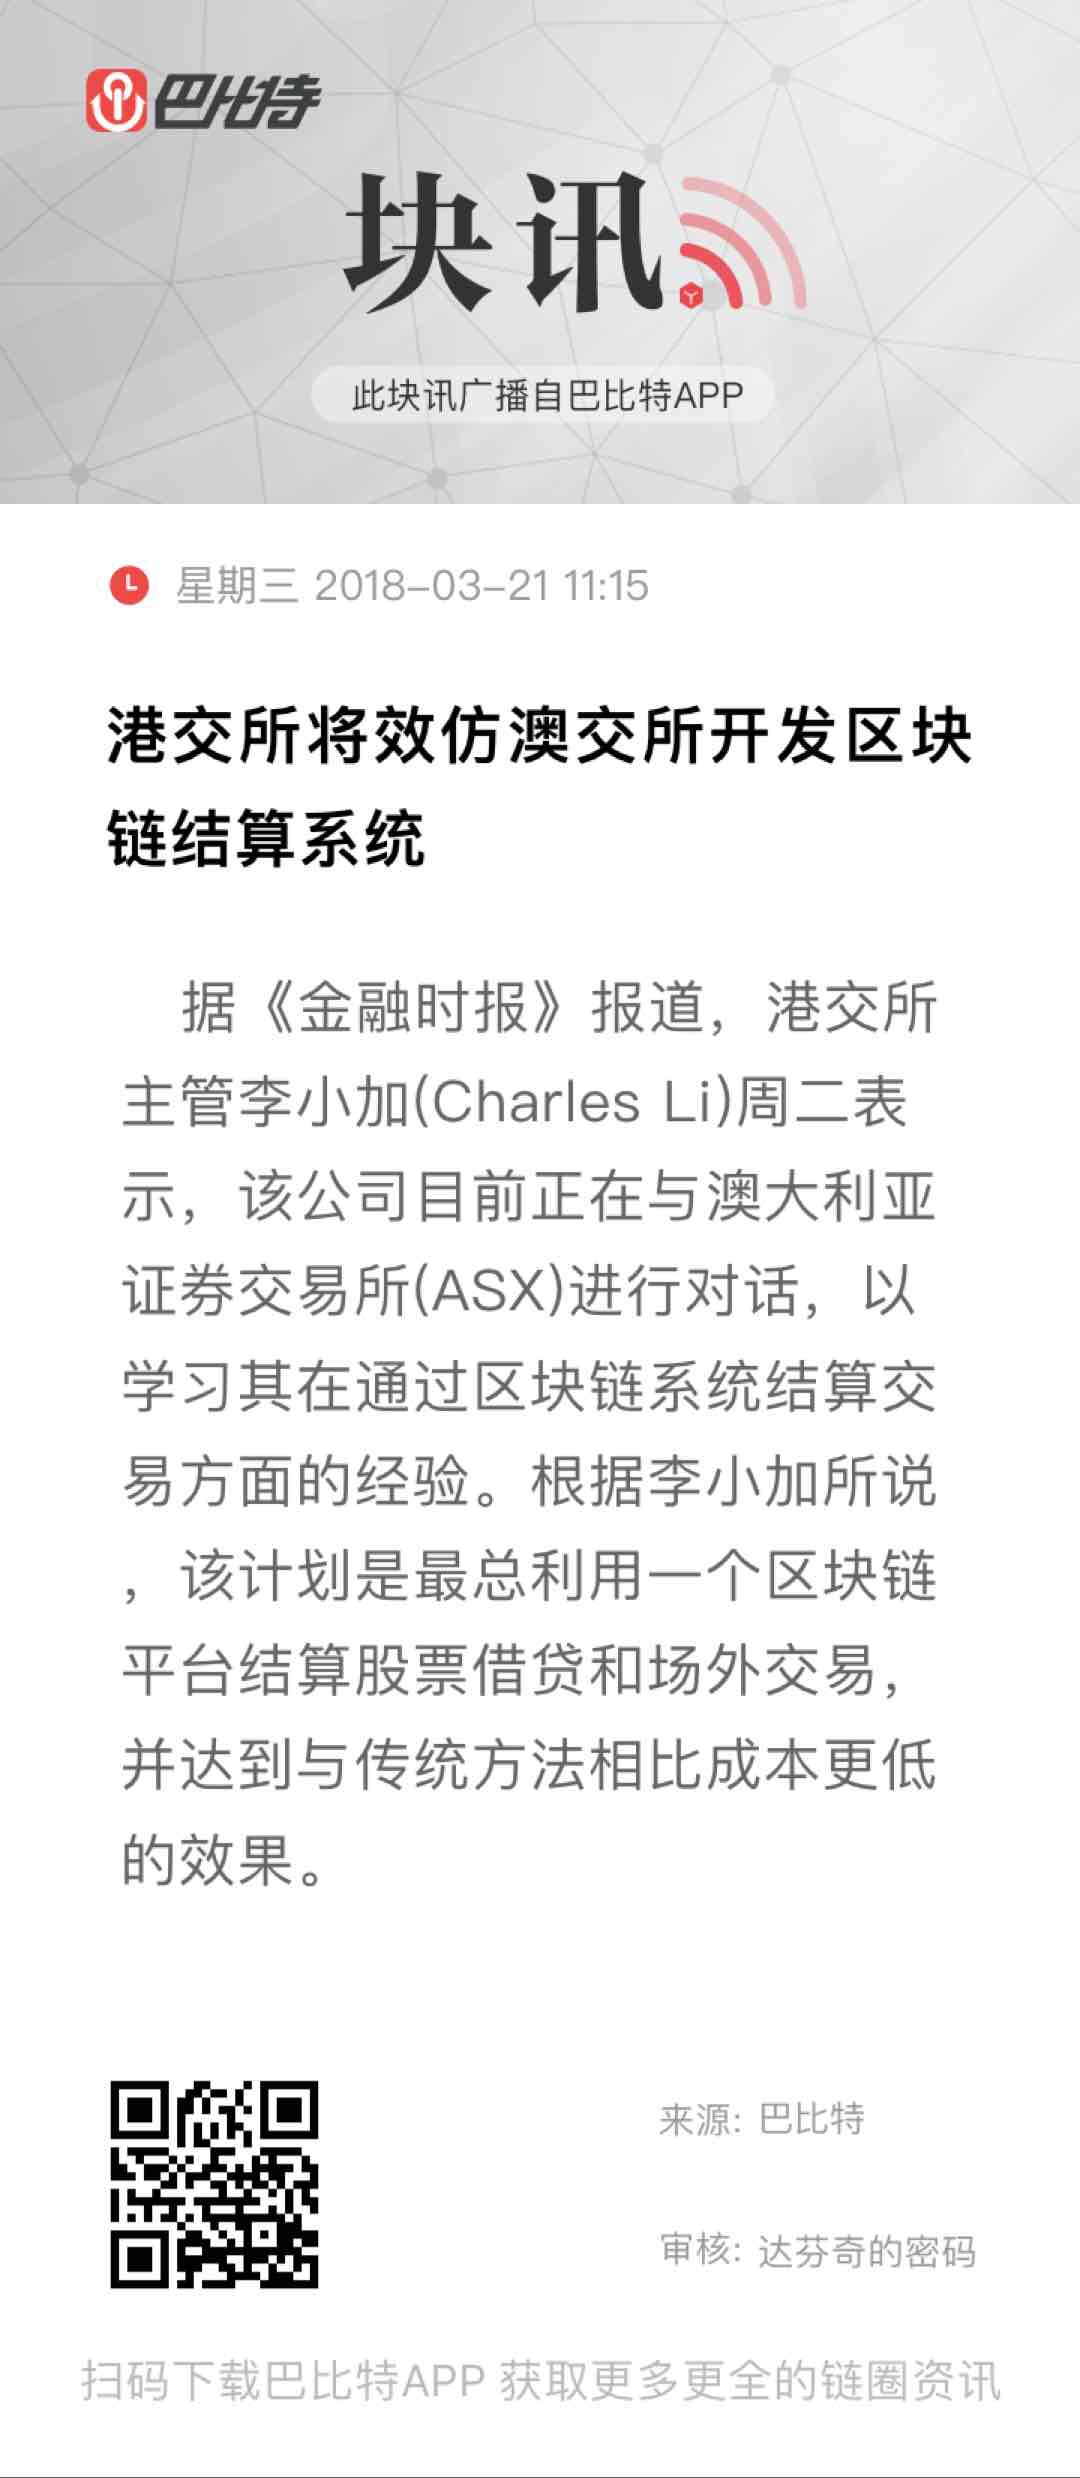 巴比特
块讯
此块讯广播自巴比特APP
星期三 2018-03-21 11:15
港交所将效仿澳交所开发区块
链结算系统
据《金融时报》报道，港交所
主管李小加(Charles Li)周二表
示，该公司目前正在与澳大利亚
证券交易所(ASX)进行对话，以
学习其在通过区块链系统结算交
易方面的经验。根据李小加所说
，该计划是最总利用一个区块链
平台结算股票借贷和场外交易，
并达到与传统方法相比成本更低
的效果。
来源: 巴比特
审核: 达芬奇的密码
扫码下载巴比特APP 获取更多更全的链圈资讯